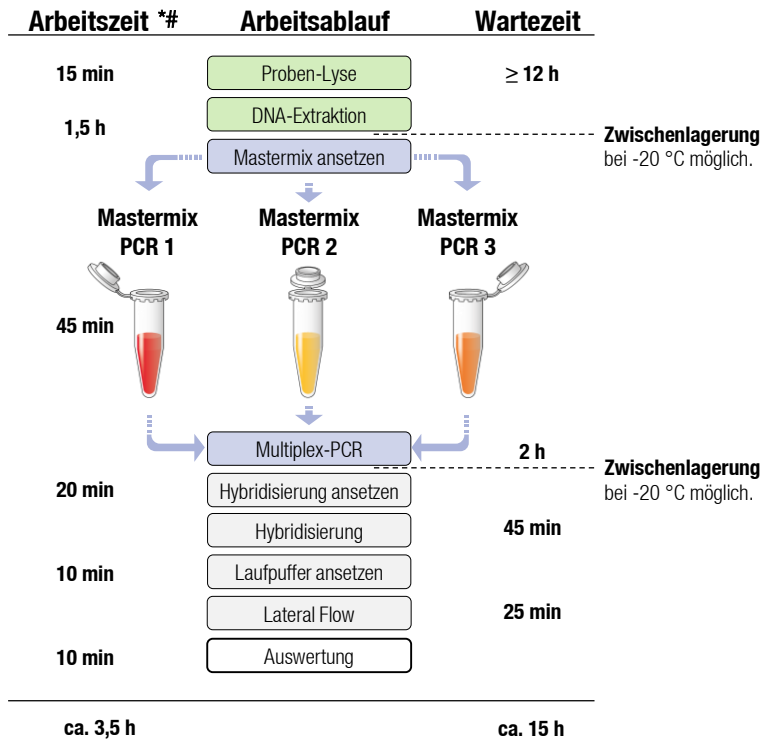 Arbeitszeit *# Arbeitsablauf Wartezeit
15 min Proben-Lyse ≥ 12 h
1,5 h DNA-Extraktion
Zwischenlagerung
bei -20 °C möglich.
Mastermix ansetzen
Mastermix Mastermix Mastermix
PCR 1 PCR 2 PCR 3
45 min
Multiplex-PCR 2 h
Zwischenlagerung
bei -20 °C möglich.
20 min Hybridisierung ansetzen
Hybridisierung 45 min
10 min Laufpuffer ansetzen
Lateral Flow 25 min
10 min Auswertung
ca. 3,5 h ca. 15 h